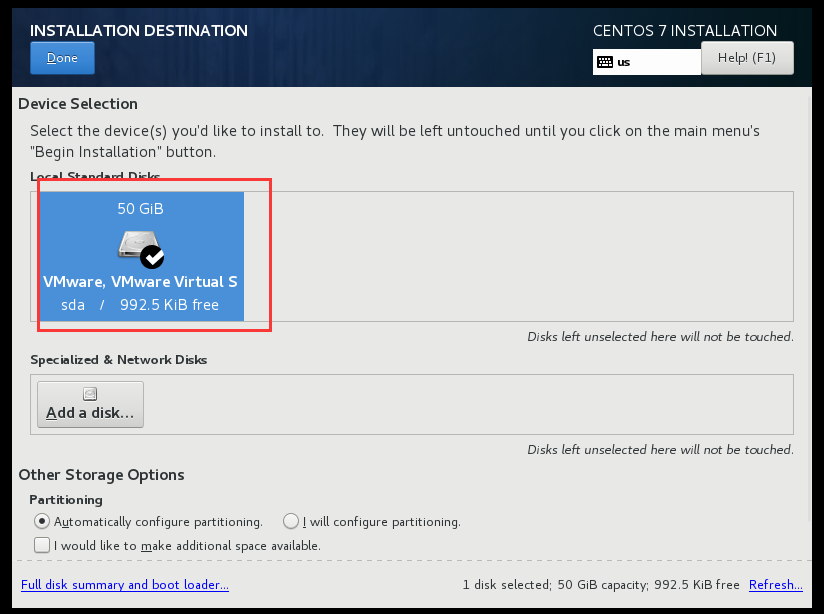 INSTALLATION DESTINATION
CENTOS 7 INSTALLATION
Done
us
Help! (F1)
Device Selection
Select the device(s) you'd like to install to.  They will be left untouched until you click on the main menu's
"Begin Installation" button.
Local Standard Disks
50 GiB
VMware, VMware Virtual S
sda / 992.5 KiB free
Disks left unselected here will not be touched.
Specialized & Network Disks
Add a disk...
Disks left unselected here will not be touched.
Other Storage Options
Partitioning
Automatically configure partitioning.
I will configure partitioning.
I would like to make additional space available.
Full disk summary and boot loader...
1 disk selected; 50 GiB capacity; 992.5 KiB free
Refresh...